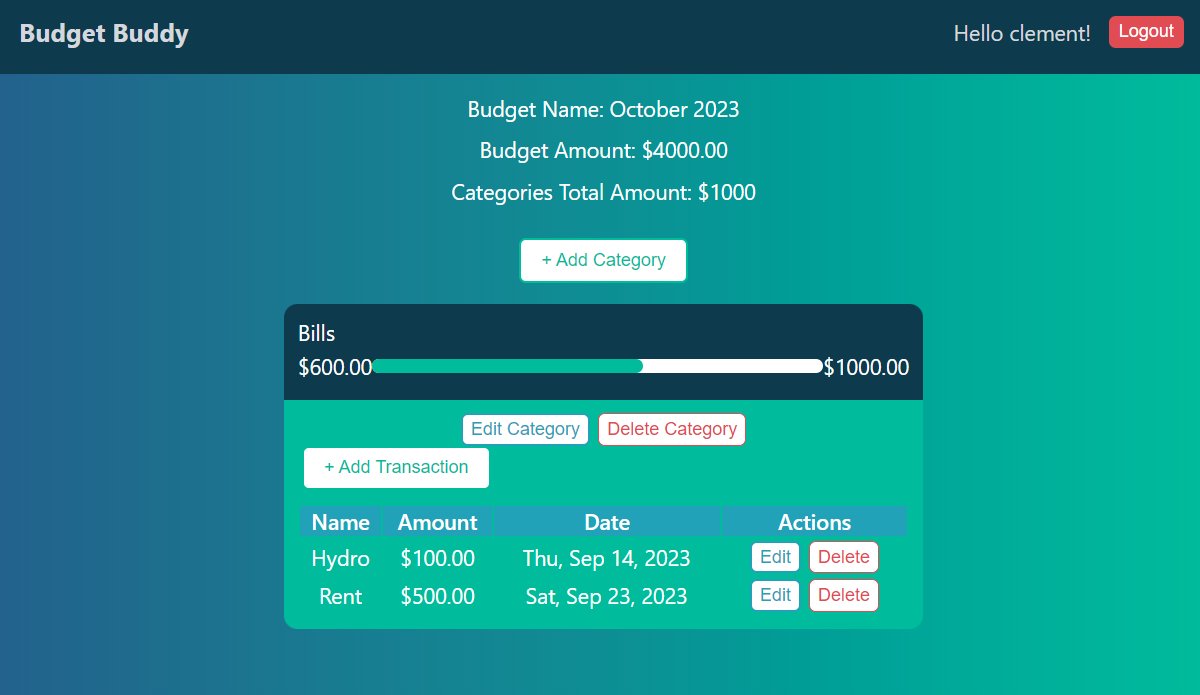 Budget Buddy Hello clement! Logout
Budget Name: October 2023
Budget Amount: $4000.00
Categories Total Amount: $1000
+ Add Category
Bills
$600.00 $1000.00
Edit Category Delete Category
+ Add Transaction
Name Amount Date Actions
Hydro $100.00 Thu, Sep 14, 2023 Edit Delete
Rent $500.00 Sat, Sep 23, 2023 Edit Delete